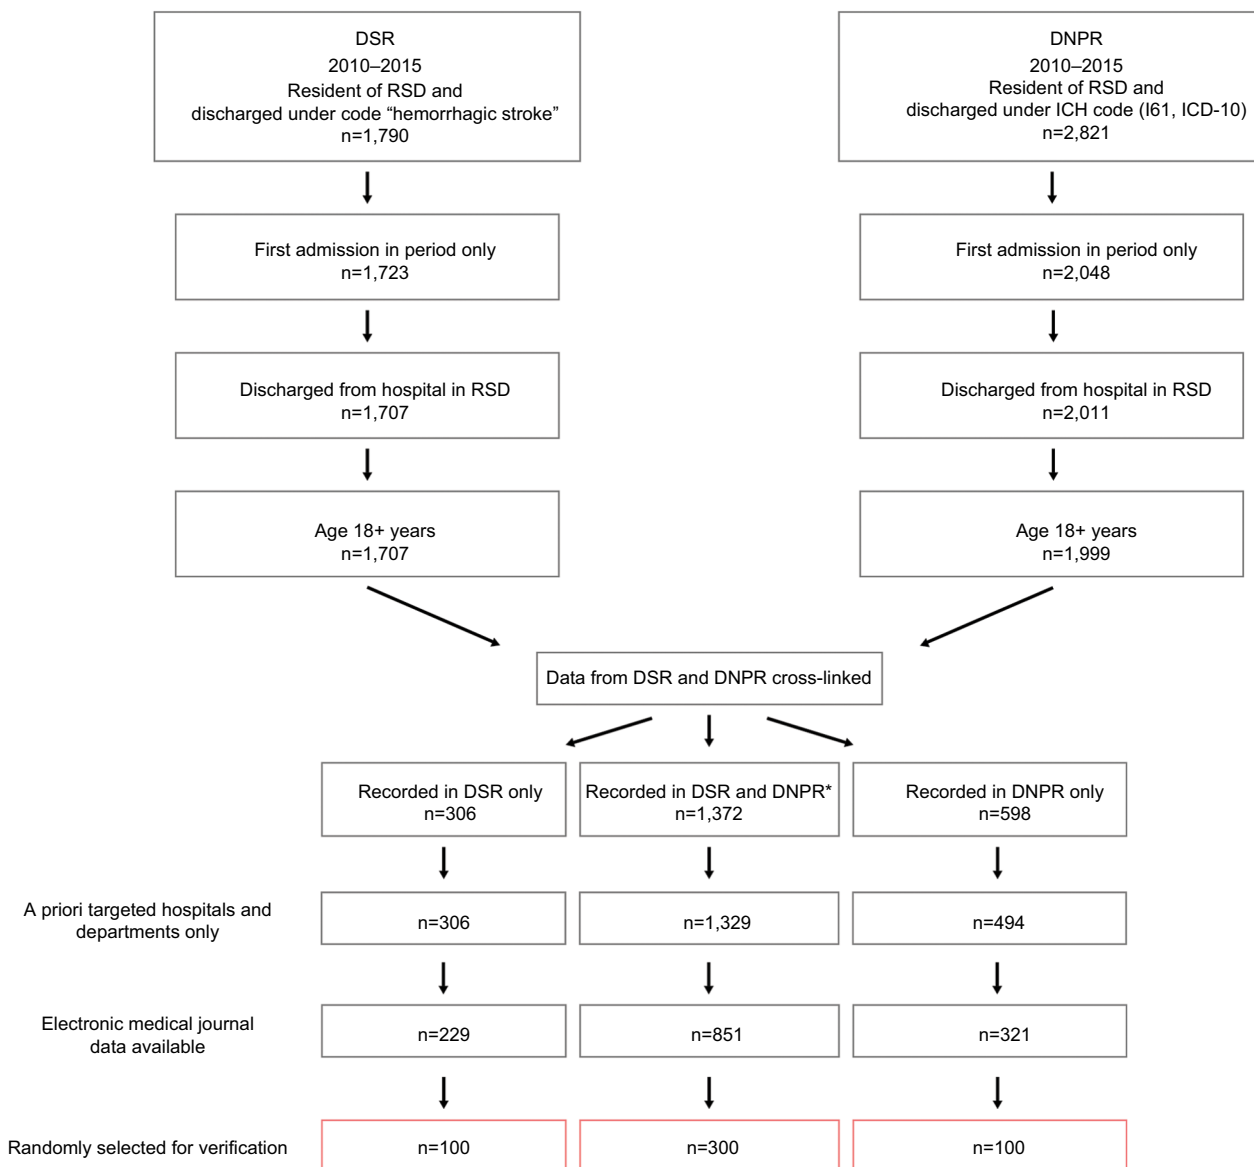 DSR
2010–2015
Resident of RSD and
discharged under code “hemorrhagic stroke”
n=1,790
DNPR
2010–2015
Resident of RSD and
discharged under ICH code (I61, ICD-10)
n=2,821
First admission in period only
n=1,723
First admission in period only
n=2,048
Discharged from hospital in RSD
n=1,707
Discharged from hospital in RSD
n=2,011
Age 18+ years
n=1,707
Age 18+ years
n=1,999
Data from DSR and DNPR cross-linked
Recorded in DSR only
n=306
Recorded in DSR and DNPR*
n=1,372
Recorded in DNPR only
n=598
A priori targeted hospitals and
departments only
n=306
n=1,329
n=494
Electronic medical journal
data available
n=229
n=851
n=321
Randomly selected for verification
n=100
n=300
n=100